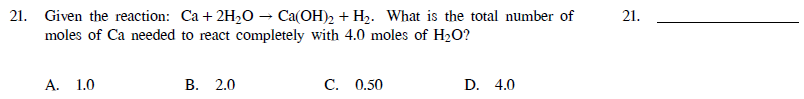 21. Given the reaction: Ca + 2H₂O → Ca(OH)₂ + H₂. What is the total number of 21.
moles of Ca needed to react completely with 4.0 moles of H₂O?
A. 1.0 B. 2.0 C. 0.50 D. 4.0